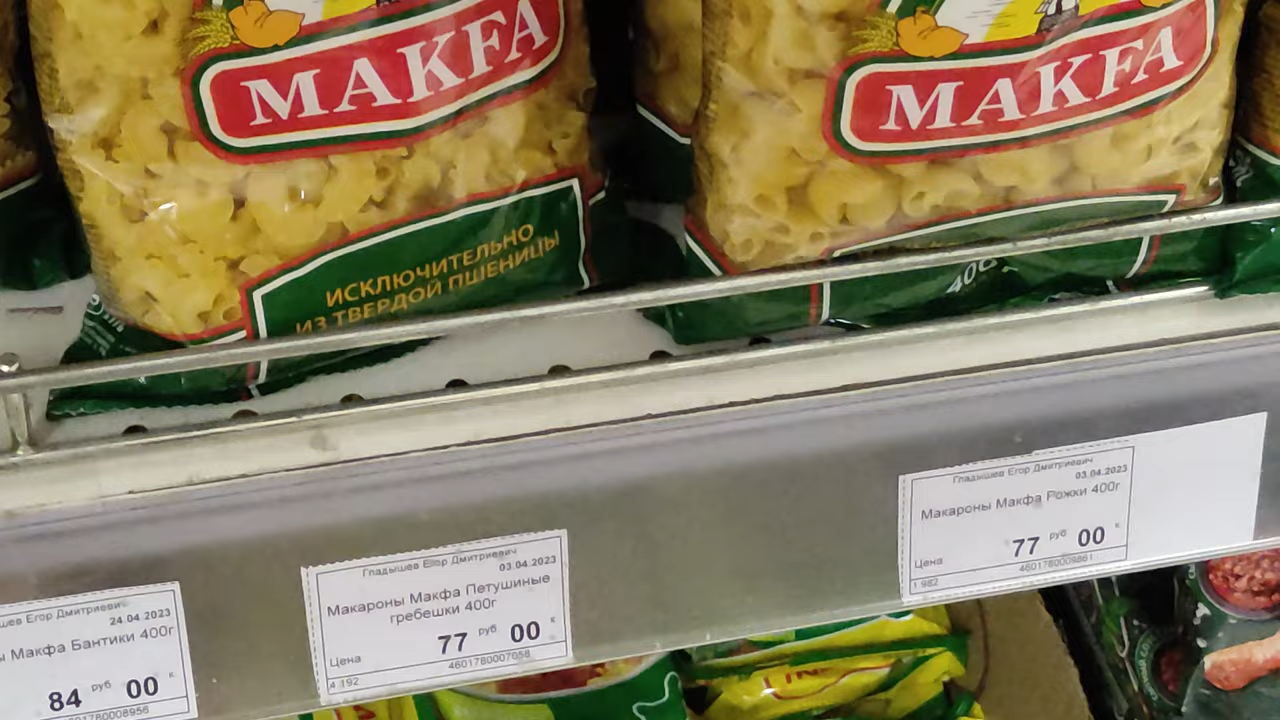 MAKFA
ИСКЛЮЧИТЕЛЬНО
ИЗ ТВЕРДОЙ ПШЕНИЦЫ
MAKFA
400
Егор Дмитриевич
24.04.2023
Макфа Бантики 400г
84 руб 00 к.
Гладышев Егор Дмитриевич
03.04.2023
Макароны Макфа Петушиные
гребешки 400г
77 руб 00 к
Цена
4601780007058
4 192
Гладышев Егор Дмитриевич
03.04.2023
Макароны Макфа Рожки 400г
77 руб 00 к
Цена
4601780009861
1 982